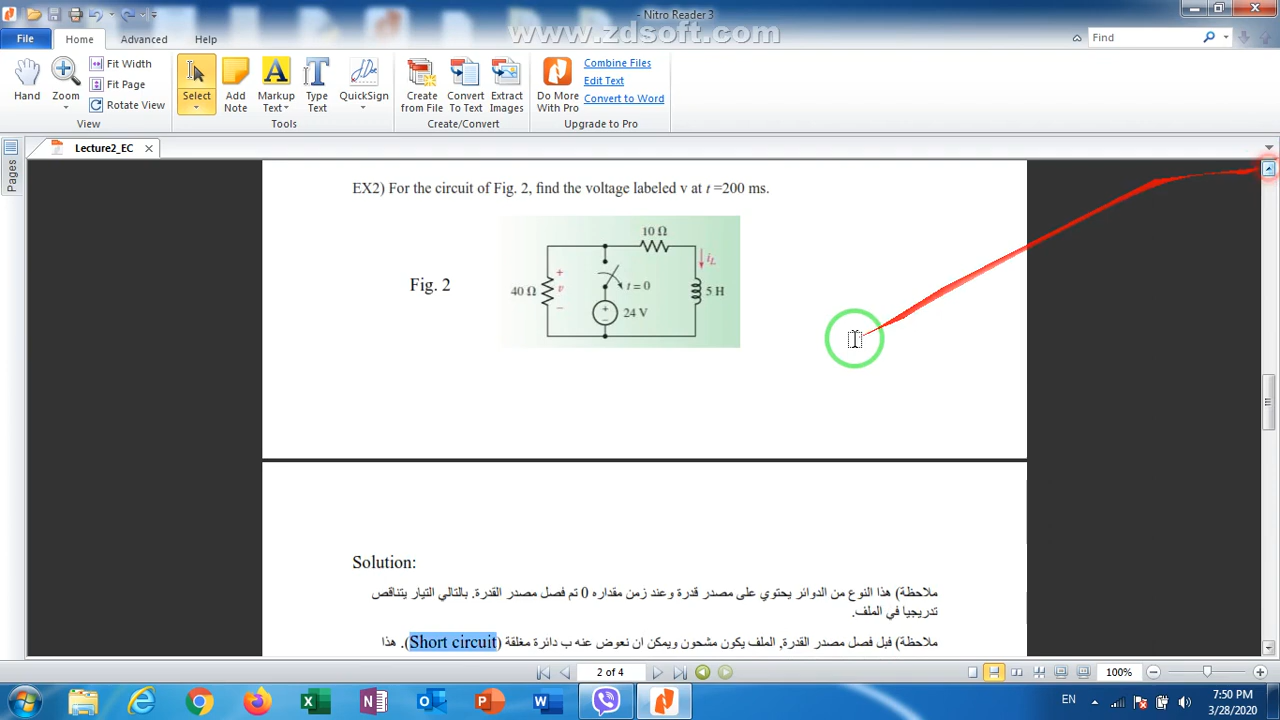 - Nitro Reader 3
www.zdsoft.com
File
Home
Advanced
Help
Find
Hand
Zoom
Fit Width
Fit Page
Rotate View
View
Select
Add Note
Markup Text
Type Text
QuickSign
Tools
Create from File
Convert To Text
Extract Images
Create/Convert
Do More With Pro
Combine Files
Edit Text
Convert to Word
Upgrade to Pro
Pages
Lecture2_EC
EX2) For the circuit of Fig. 2, find the voltage labeled v at t =200 ms.
Fig. 2
10 Ω
iL
40 Ω
+
v
−
t = 0
5 H
+
−
24 V
Solution:
ملاحظة) هذا النوع من الدوائر يحتوي على مصدر قدرة وعند زمن مقداره 0 تم فصل مصدر القدرة. بالتالي التيار يتناقص
تدريجيا في الملف.
ملاحظة) قبل فصل مصدر القدرة, الملف يكون مشحون ويمكن ان نعوض عنه ب دائرة مغلقة (Short circuit). هذا
2 of 4
100%
EN
7:50 PM
3/28/2020